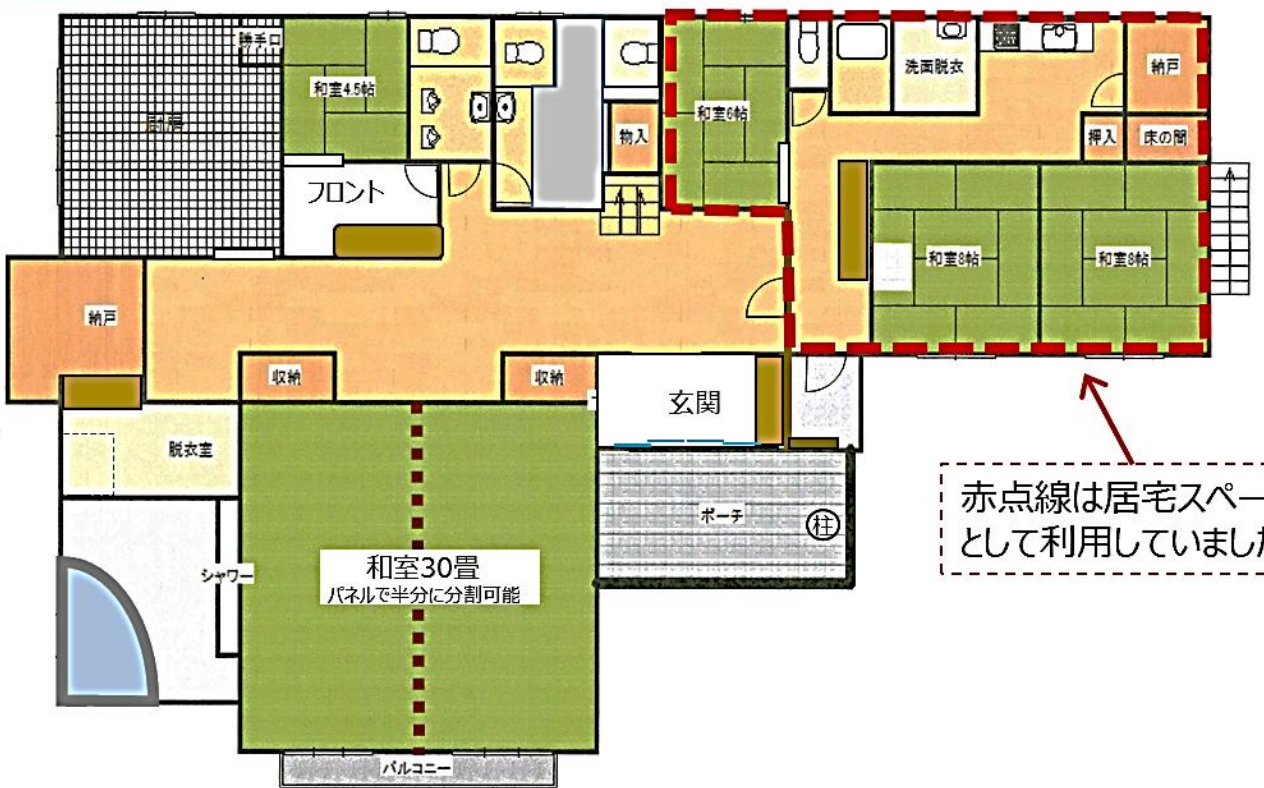 勝手口
和室4.5帖
フロント
物入
和室6帖
洗面脱衣
納戸
押入
床の間
和室8帖
和室8帖
納戸
収納
収納
玄関
脱衣室
ポーチ
柱
シャワー
和室30畳
パネルで半分に分割可能
バルコニー
赤点線は居宅スペー
として利用していました